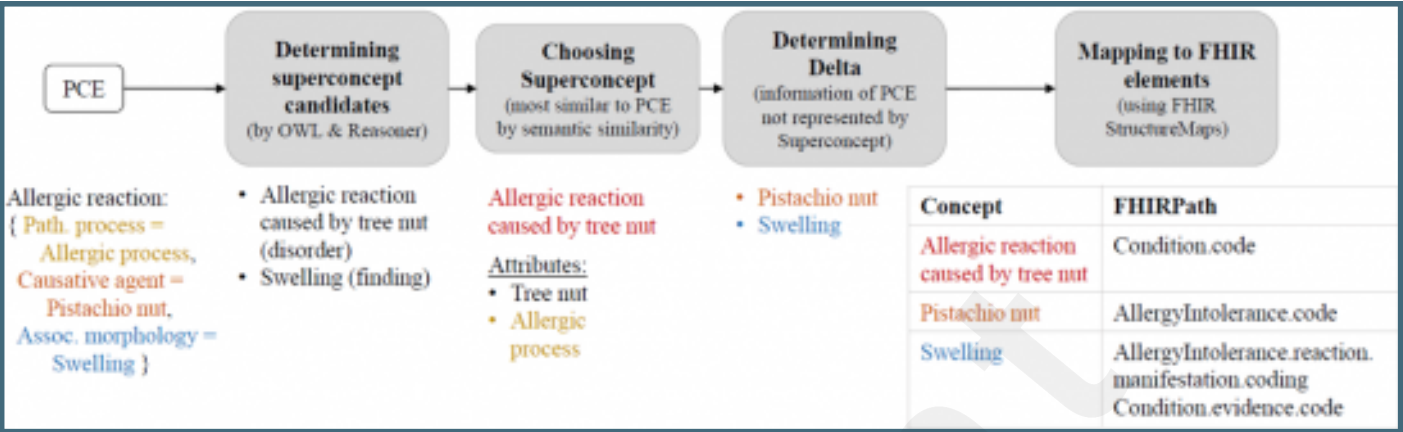 PCE
Determining
superconcept
candidates
(by OWL & Reasoner)
Choosing
Superconcept
(most similar to PCE
by semantic similarity)
Determining
Delta
(information of PCE
not represented by
Superconcept)
Mapping to FHIR
elements
(using FHIR
StructureMaps)
Allergic reaction:
{ Path. process =
Allergic process,
Causative agent =
Pistachio nut,
Assoc. morphology =
Swelling }
• Allergic reaction
caused by tree nut
(disorder)
• Swelling (finding)
Allergic reaction
caused by tree nut
Attributes:
• Tree nut
• Allergic
process
• Pistachio nut
• Swelling
Concept FHIRPath
Allergic reaction
caused by tree nut
Condition.code
Pistachio nut AllergyIntolerance.code
Swelling AllergyIntolerance.reaction.
manifestation.coding
Condition.evidence.code